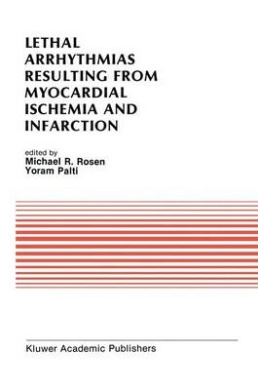 LETHAL
ARRHYTHMIAS
RESULTING FROM
MYOCARDIAL
ISCHEMIA AND
INFARCTION
edited by
Michael R. Rosen
Yoram Palti
Kluwer Academic Publishers